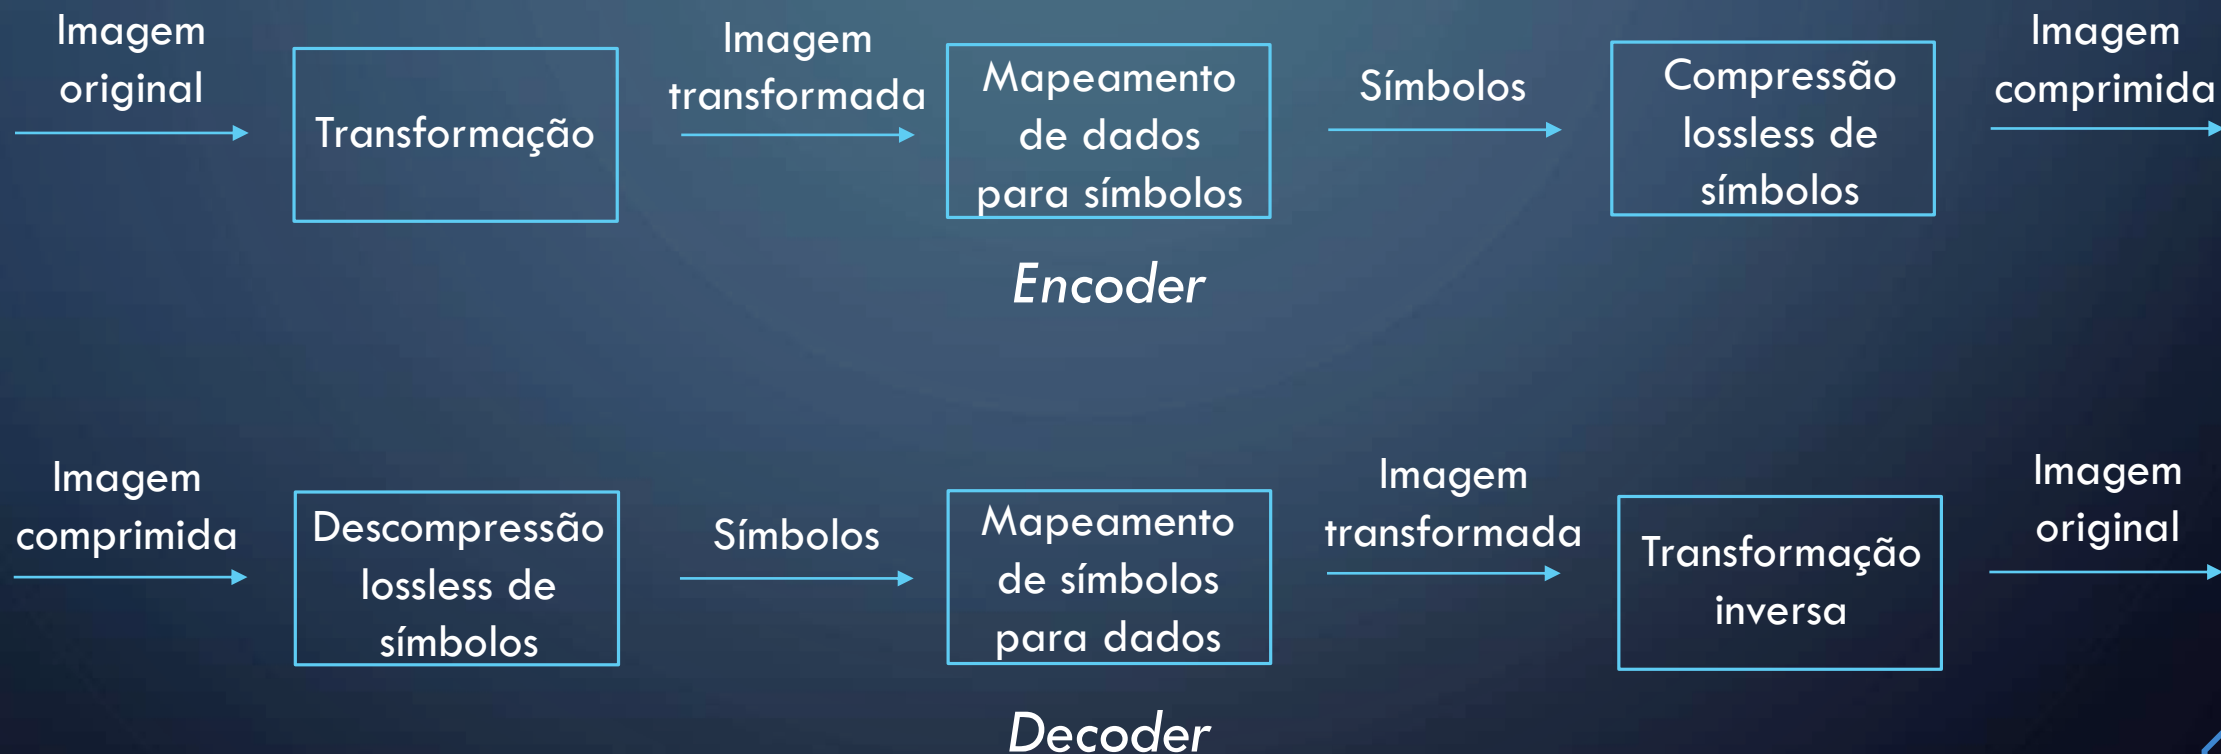 Imagem
original
Transformação
Imagem
transformada
Mapeamento
de dados
para símbolos
Símbolos
Compressão
lossless de
símbolos
Imagem
comprimida
Encoder
Imagem
comprimida
Descompressão
lossless de
símbolos
Símbolos
Mapeamento
de símbolos
para dados
Imagem
transformada
Transformação
inversa
Imagem
original
Decoder